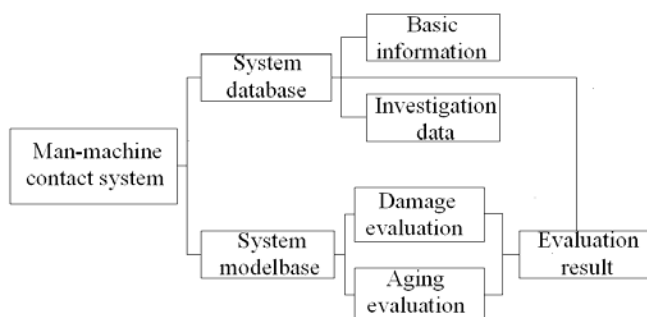 Basic
information
System
database
Investigation
data
Man-machine
contact system
Damage
evaluation
System
modelbase
Evaluation
result
Aging
evaluation